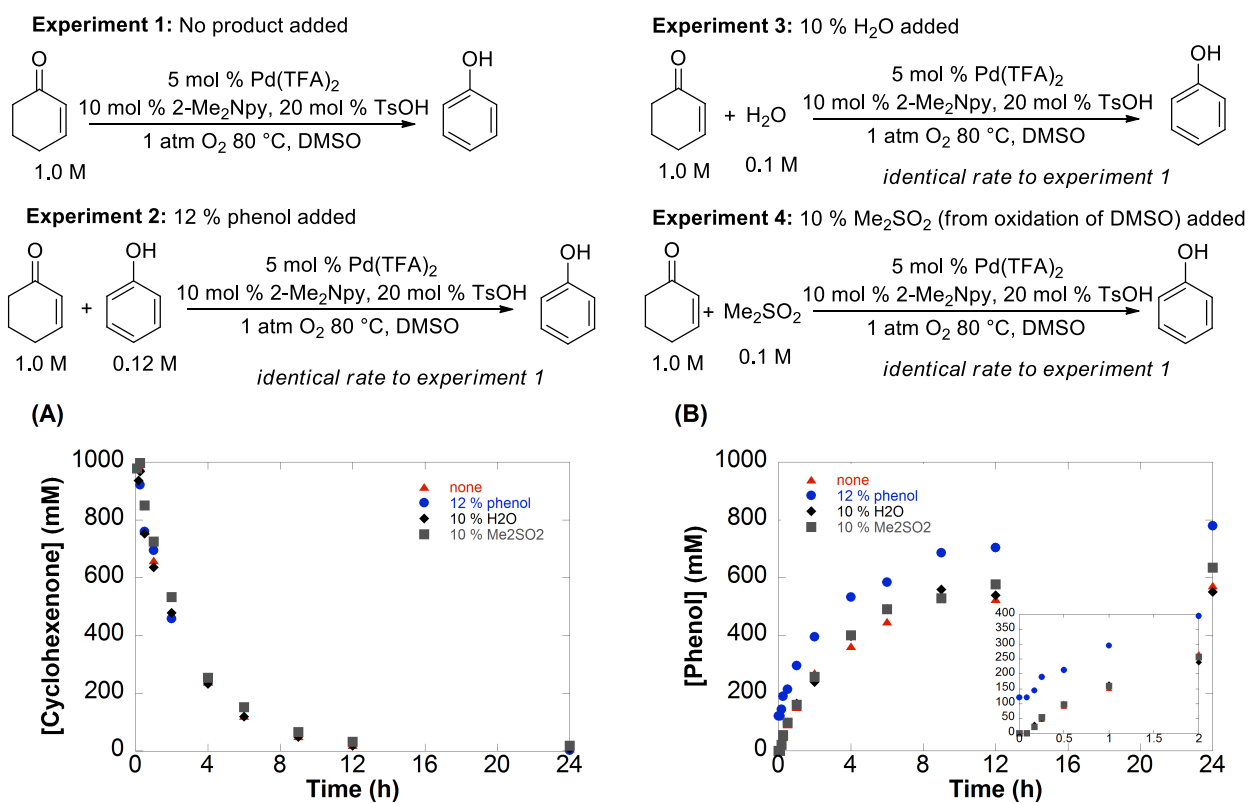 Experiment 1: No product added
O
5 mol % Pd(TFA)2
10 mol % 2-Me2Npy, 20 mol % TsOH
1 atm O2 80 °C, DMSO
OH
1.0 M
Experiment 2: 12 % phenol added
O
OH
+
5 mol % Pd(TFA)2
10 mol % 2-Me2Npy, 20 mol % TsOH
1 atm O2 80 °C, DMSO
OH
1.0 M
0.12 M
identical rate to experiment 1
Experiment 3: 10 % H2O added
O
+ H2O
5 mol % Pd(TFA)2
10 mol % 2-Me2Npy, 20 mol % TsOH
1 atm O2 80 °C, DMSO
OH
1.0 M
0.1 M
identical rate to experiment 1
Experiment 4: 10 % Me2SO2 (from oxidation of DMSO) added
O
+ Me2SO2
5 mol % Pd(TFA)2
10 mol % 2-Me2Npy, 20 mol % TsOH
1 atm O2 80 °C, DMSO
OH
1.0 M
0.1 M
identical rate to experiment 1
(A)
[Cyclohexenone] (mM)
1000
800
600
400
200
0
none
12 % phenol
10 % H2O
10 % Me2SO2
0 4 8 12 16 20 24
Time (h)
(B)
[Phenol] (mM)
1000
800
600
400
200
0
none
12 % phenol
10 % H2O
10 % Me2SO2
400
350
300
250
200
150
100
50
0
0 0.5 1 1.5 2
0 4 8 12 16 20 24
Time (h)